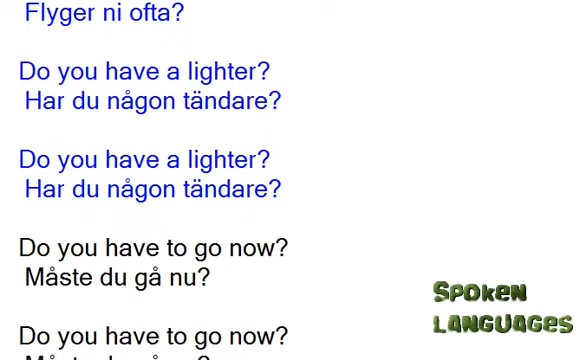 Flyger ni ofta?
Do you have a lighter?
Har du någon tändare?
Do you have a lighter?
Har du någon tändare?
Do you have to go now?
Måste du gå nu?
Do you have to go now?
Spoken
Languages